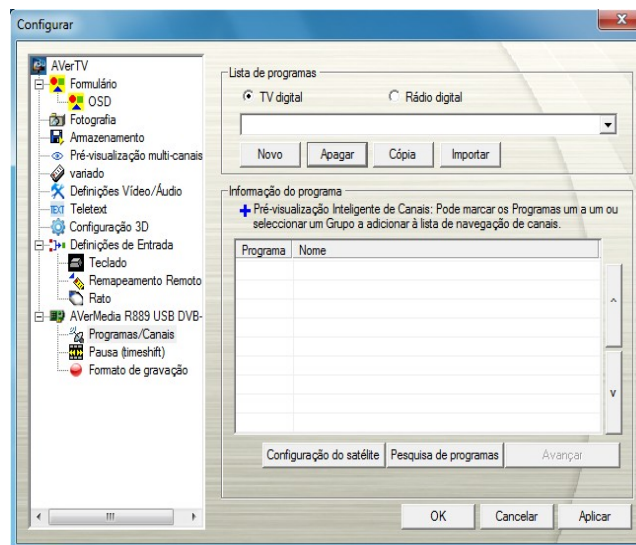 Configurar
AVerTV
Formulário
OSD
Fotografia
Armazenamento
Pré-visualização multi-canais
variado
Definições Vídeo/Áudio
TEXT Teletext
Configuração 3D
Definições de Entrada
Teclado
Remapeamento Remoto
Rato
AVerMedia R889 USB DVB-
Programas/Canais
Pausa (timeshift)
Formato de gravação
Lista de programas
TV digital Rádio digital
Novo Apagar Cópia Importar
Informação do programa
Pré-visualização Inteligente de Canais: Pode marcar os Programas um a um ou
seleccionar um Grupo a adicionar à lista de navegação de canais.
Programa Nome
Configuração do satélite Pesquisa de programas Avançar
OK Cancelar Aplicar